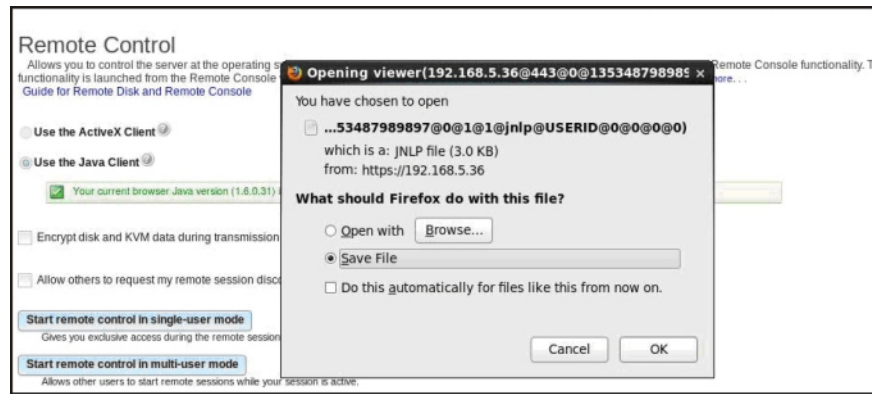 Remote Control
Allows you to control the server at the operating s
Remote Console functionality. T
functionality is launched from the Remote Console
ore. . .
Guide for Remote Disk and Remote Console
Use the ActiveX Client
Use the Java Client
Your current browser Java version (1.6.0.31)
Encrypt disk and KVM data during transmission
Allow others to request my remote session disc
Start remote control in single-user mode
Gives you exclusive access during the remote session
Start remote control in multi-user mode
Allows other users to start remote sessions while your session is active.
Opening viewer(192.168.5.36@443@0@135348798989 x
You have chosen to open
...53487989897@0@1@1@jnlp@USERID@0@0@0@0)
which is a: JNLP file (3.0 KB)
from: https://192.168.5.36
What should Firefox do with this file?
Open with Browse...
Save File
Do this automatically for files like this from now on.
Cancel OK